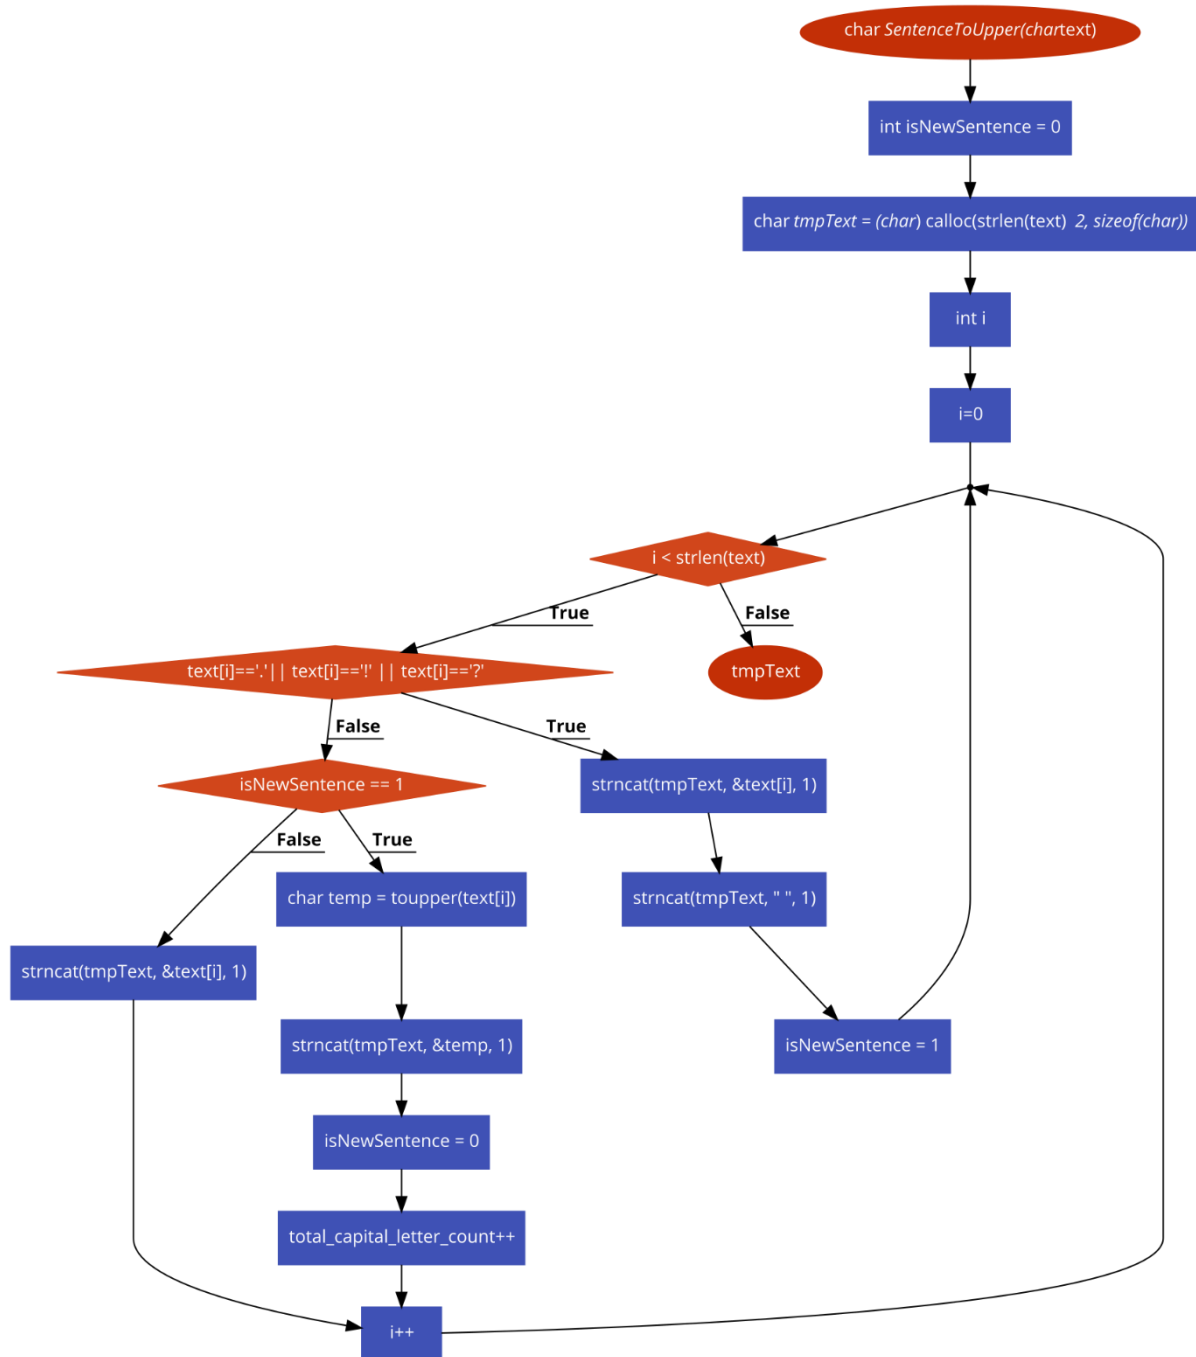 char SentenceToUpper(chartext)
int isNewSentence = 0
char tmpText = (char) calloc(strlen(text) 2, sizeof(char))
int i
i=0
i < strlen(text)
True
False
text[i]=='.'|| text[i]=='!' || text[i]=='?'
tmpText
False
True
isNewSentence == 1
strncat(tmpText, &text[i], 1)
False
True
char temp = toupper(text[i])
strncat(tmpText, " ", 1)
strncat(tmpText, &text[i], 1)
strncat(tmpText, &temp, 1)
isNewSentence = 1
isNewSentence = 0
total_capital_letter_count++
i++